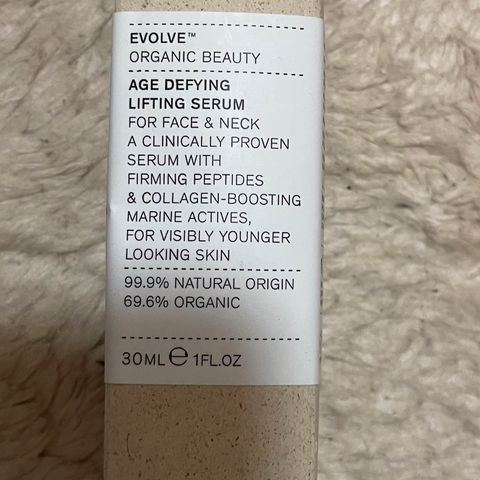 EVOLVE™
ORGANIC BEAUTY
AGE DEFYING
LIFTING SERUM
FOR FACE & NECK
A CLINICALLY PROVEN
SERUM WITH
FIRMING PEPTIDES
& COLLAGEN-BOOSTING
MARINE ACTIVES,
FOR VISIBLY YOUNGER
LOOKING SKIN
99.9% NATURAL ORIGIN
69.6% ORGANIC
30ML ℮ 1FL.OZ